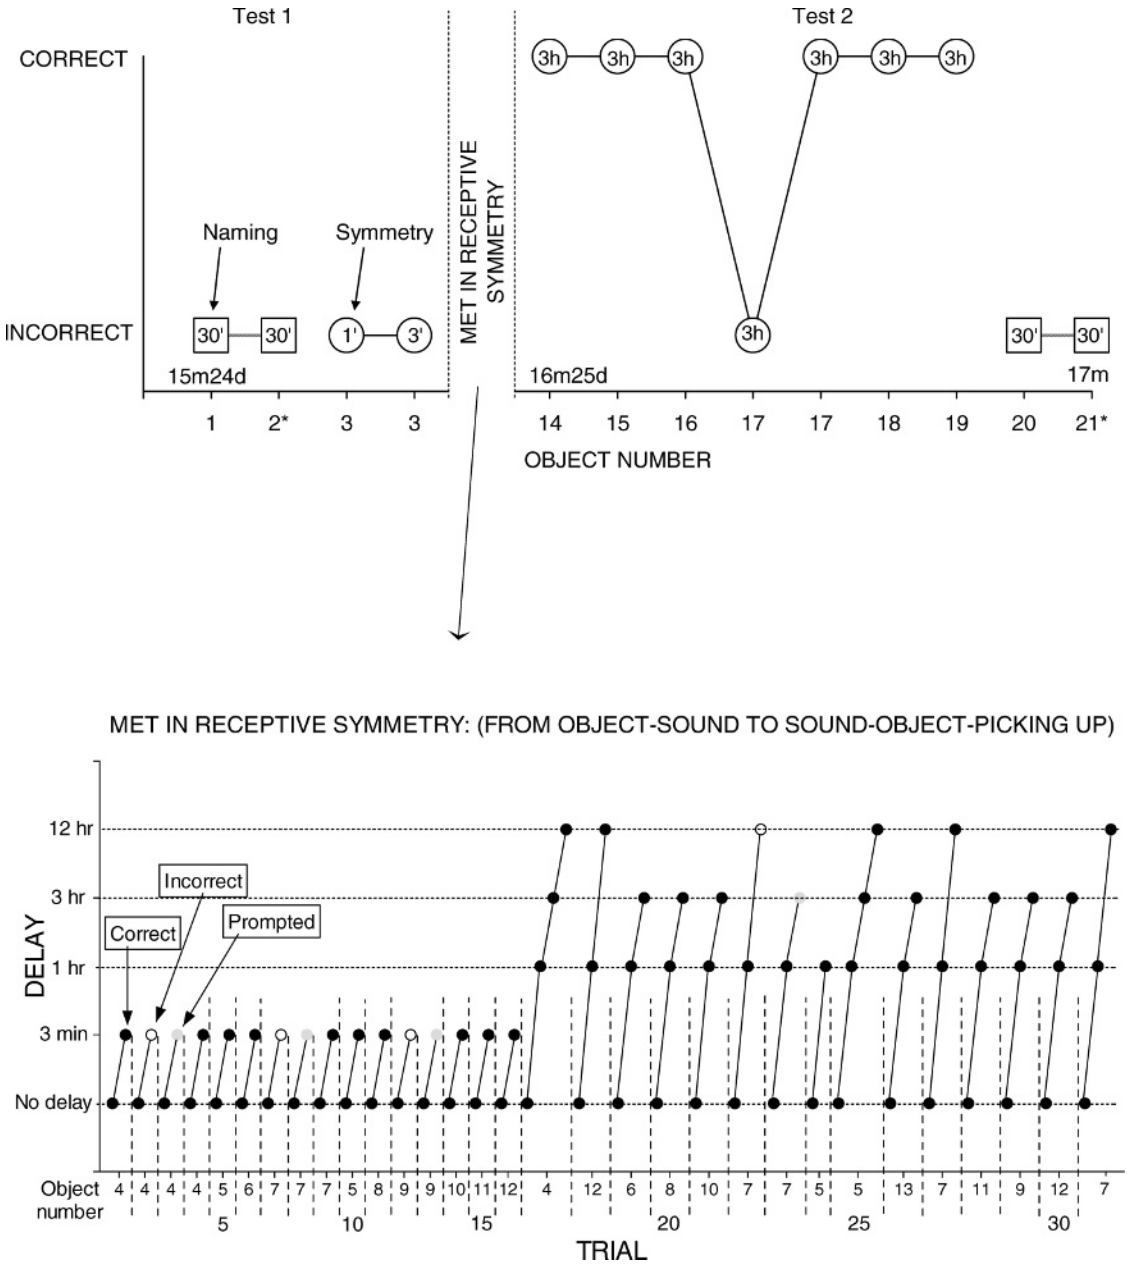 Test 1
Test 2
CORRECT
3h 3h 3h 3h 3h 3h
MET IN RECEPTIVE
SYMMETRY
Naming
Symmetry
INCORRECT
30' 30' 1' 3' 3h 30' 30'
15m24d
16m25d
17m
1 2* 3 3 14 15 16 17 17 18 19 20 21*
OBJECT NUMBER
MET IN RECEPTIVE SYMMETRY: (FROM OBJECT-SOUND TO SOUND-OBJECT-PICKING UP)
12 hr
Incorrect
3 hr
Prompted
Correct
DELAY
1 hr
3 min
No delay
Object
number
4 4 4 4 5 6 7 7 7 5 8 9 9 10 11 12 4 12 6 8 10 7 7 5 5 13 7 11 9 12 7
5 10 15 20 25 30
TRIAL